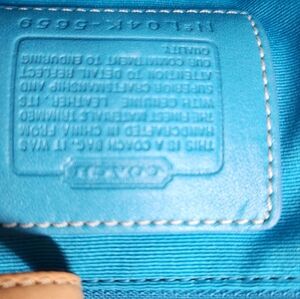 COACH
THIS IS A COACH BAG. IT WAS
HANDCRAFTED IN CHINA FROM
THE FINEST MATERIALS TRIMMED
WITH GENUINE LEATHER. ITS
SUPERIOR CRAFTSMANSHIP AND
ATTENTION TO DETAIL REFLECT
OUR COMMITMENT TO ENDURING
QUALITY.
Nº L04K-5659